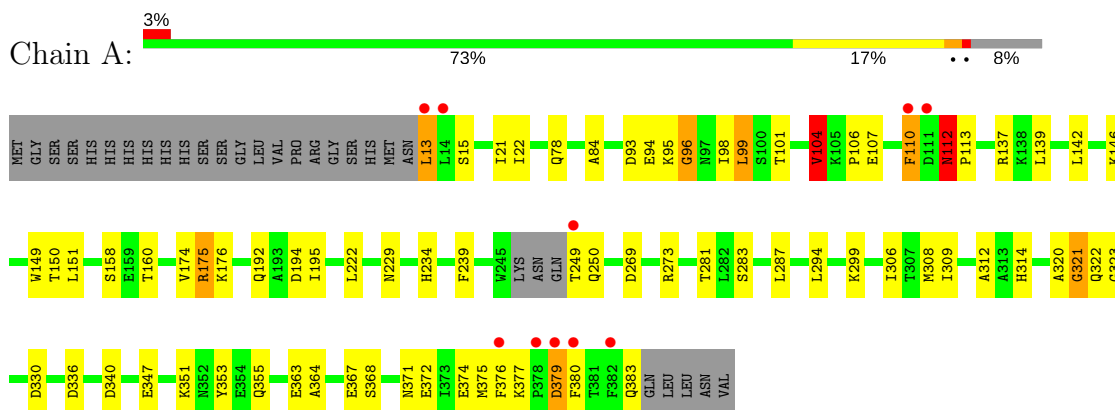 3%
Chain A:
73% 17% • • 8%
MET GLY SER SER HIS HIS HIS HIS HIS HIS SER SER GLY LEU VAL PRO ARG GLY SER HIS MET ASN L13 L14 S15 I21 I22 Q78 A84 D93 E94 K95 G96 N97 I98 L99 S100 T101 V104 K105 P106 E107 F110 D111 N112 P113 R137 K138 L139 L142 K146
W149 T150 L151 S158 E159 T160 V174 R175 K176 Q192 A193 D194 I195 L222 N229 H234 F239 W245 LYS ASN GLN T249 Q250 D269 R273 T281 L282 S283 L287 L294 K299 I306 T307 M308 I309 A312 A313 H314 A320 G321 Q322 G323
D330 D336 D340 E347 K351 N352 Y353 E354 Q355 E363 A364 E367 S368 N371 E372 I373 E374 M375 F376 K377 P378 D379 F380 T381 F382 Q383 GLN LEU LEU ASN VAL